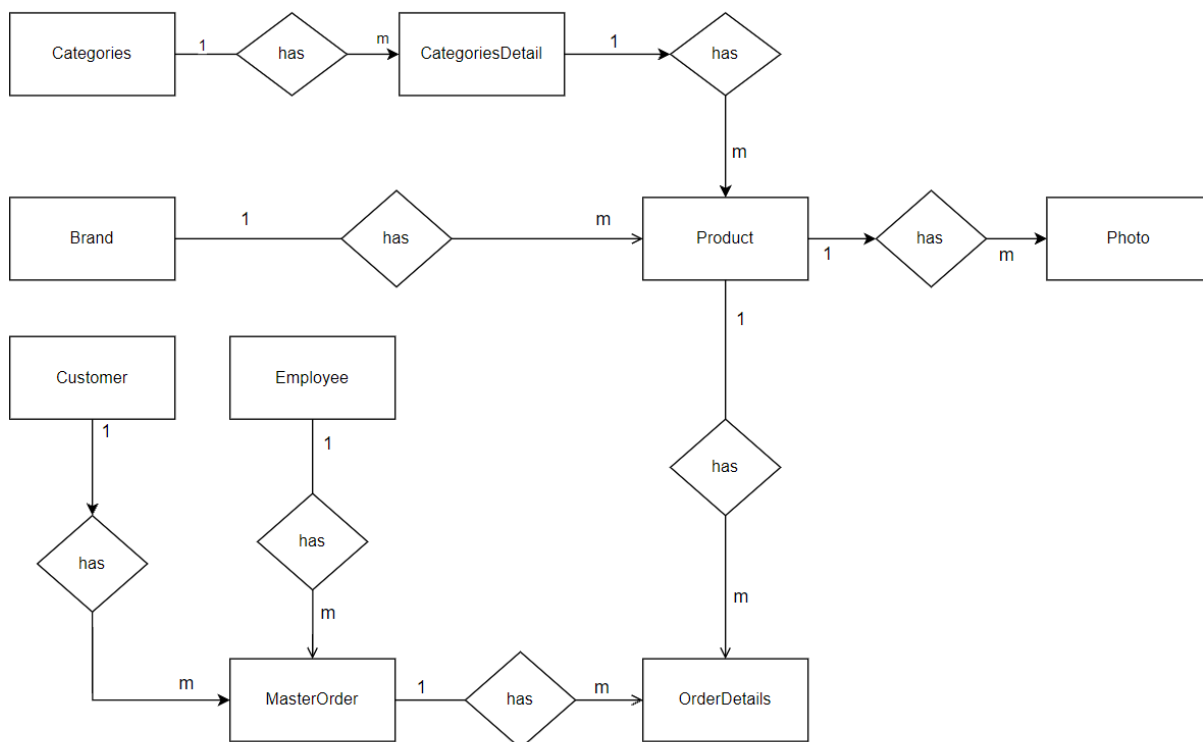 Categories
1
has
m
CategoriesDetail
1
has
m
Brand
1
has
m
Product
1
has
m
Photo
Customer
1
has
m
Employee
1
has
m
1
has
m
MasterOrder
1
has
m
OrderDetails